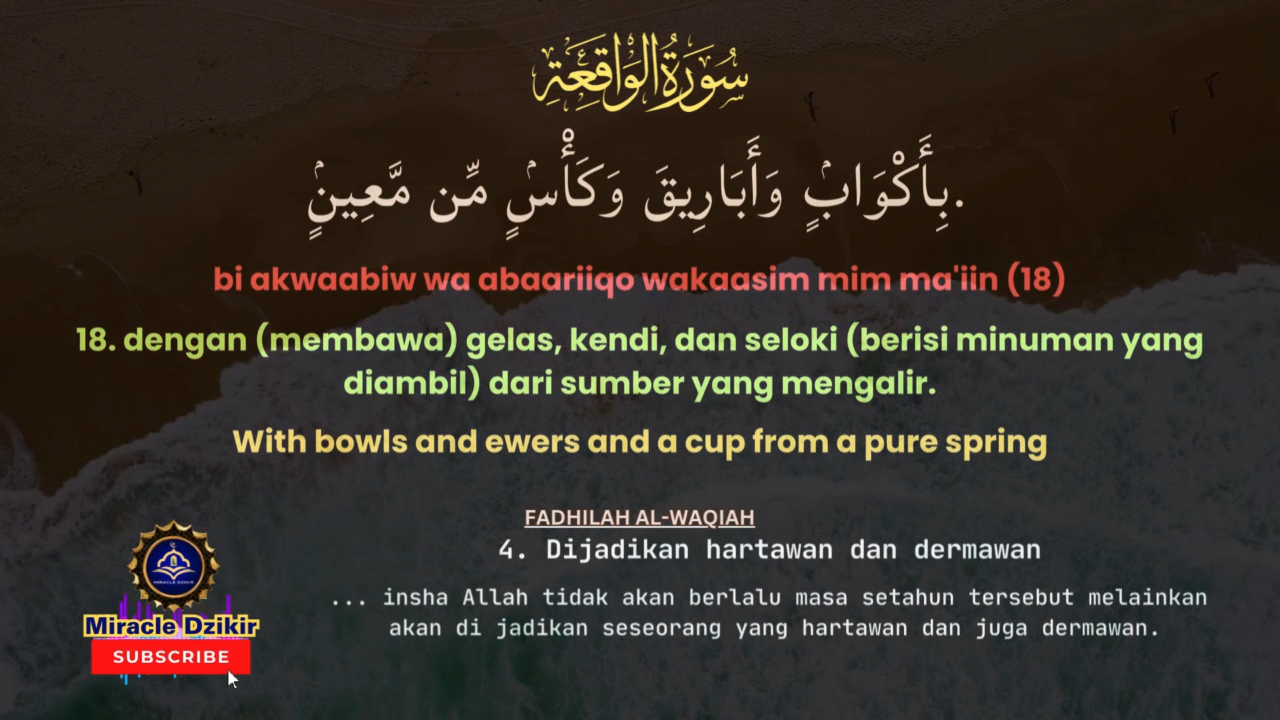 سُورَةُ الْوَاقِعَةِ
بِأَكْوَابٍۢ وَأَبَارِيقَ وَكَأْسٍۢ مِّن مَّعِينٍۢ.
bi akwaabiw wa abaariiqo wakaasim mim ma'iin (18)
18. dengan (membawa) gelas, kendi, dan seloki (berisi minuman yang
diambil) dari sumber yang mengalir.
With bowls and ewers and a cup from a pure spring
FADHILAH AL-WAQIAH
4. Dijadikan hartawan dan dermawan
... insha Allah tidak akan berlalu masa setahun tersebut melainkan
akan di jadikan seseorang yang hartawan dan juga dermawan.
MIRACLE DZIKIR
Miracle Dzikir
SUBSCRIBE